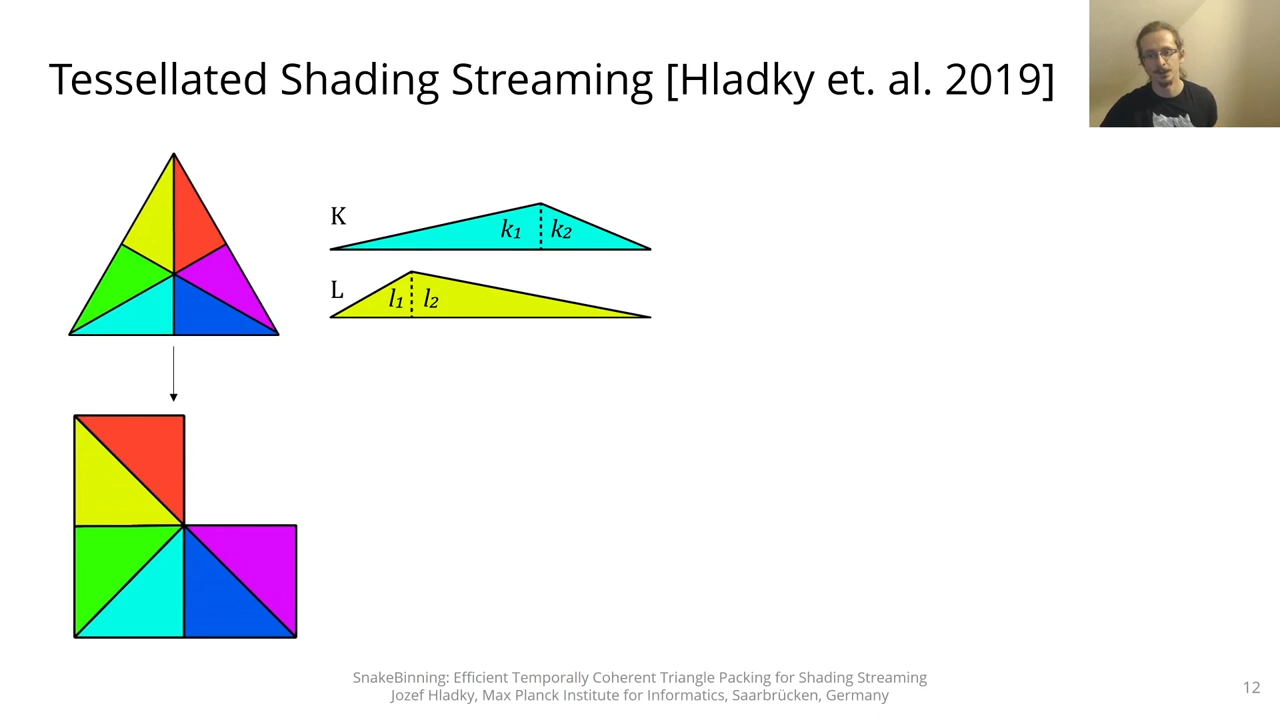 Tessellated Shading Streaming [Hladky et. al. 2019]
K
k₁
k₂
L
l₁
l₂
SnakeBinning: Efficient Temporally Coherent Triangle Packing for Shading Streaming
Jozef Hladky, Max Planck Institute for Informatics, Saarbrücken, Germany
12